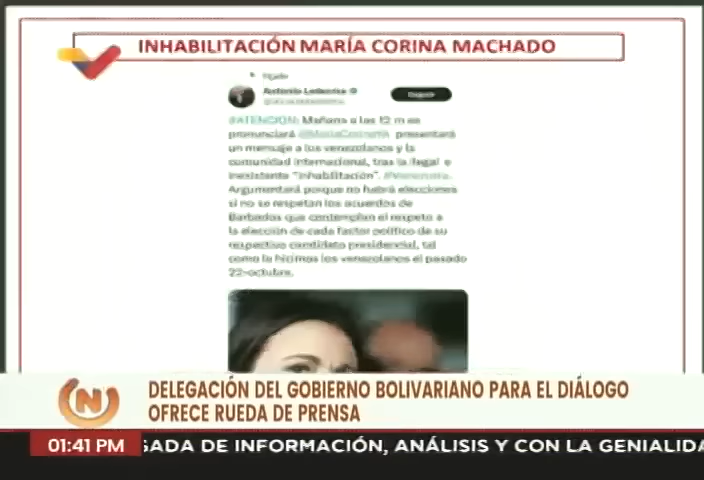 INHABILITACIÓN MARÍA CORINA MACHADO
Fijado
Antonio Ledezma
Seguir
#ATENCION: Mañana a las 12 m se
pronunciará @MariaCorinaYA presentará
un mensaje a los venezolanos y la
comunidad internacional, tras la ilegal e
inexistente "inhabilitación". #Venezuela.
Argumentará porque no habrá elecciones
si no se respetan los acuerdos de
Barbados que contemplan el respeto a
la elección de cada factor político de su
respectivo candidato presidencial, tal
como la hicimos los venezolanos el pasado
22-octubre.
N
DELEGACIÓN DEL GOBIERNO BOLIVARIANO PARA EL DIÁLOGO
OFRECE RUEDA DE PRENSA
01:41 PM GADA DE INFORMACIÓN, ANÁLISIS Y CON LA GENIALIDA